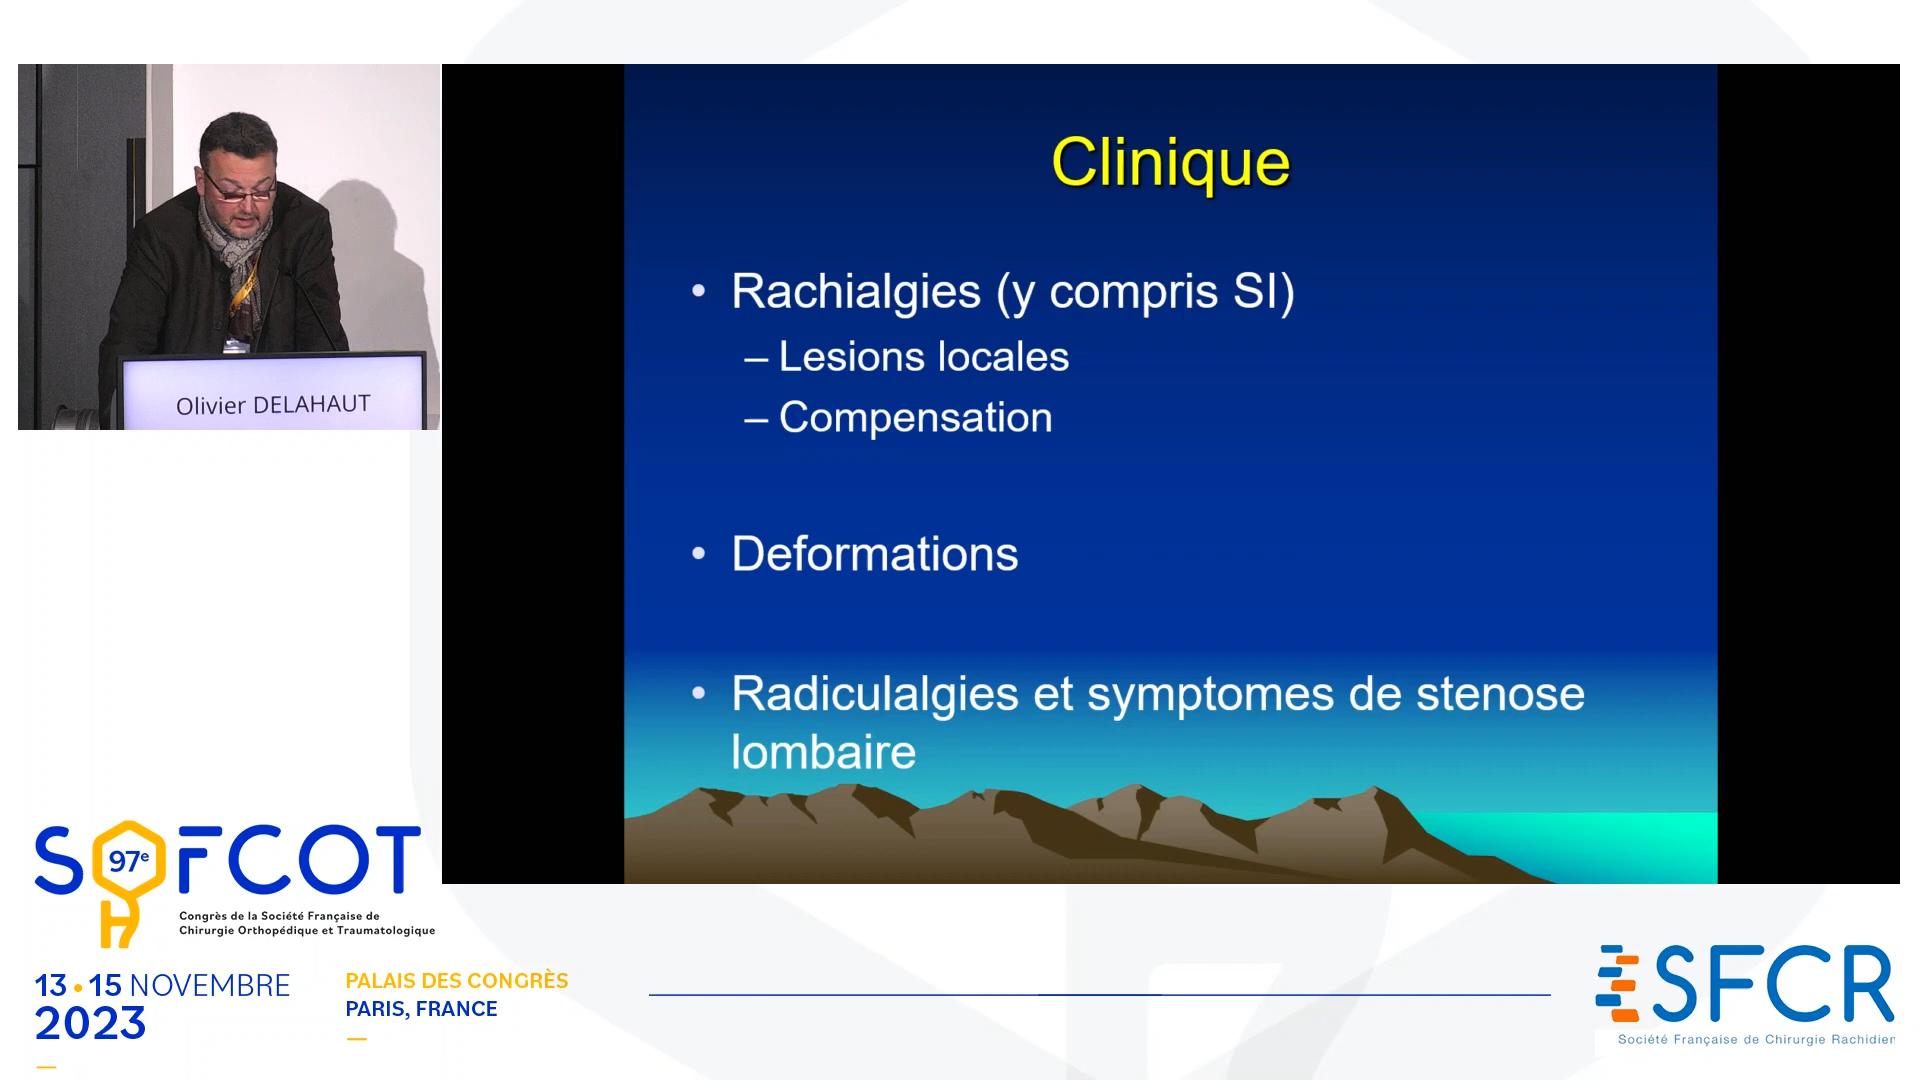 Olivier DELAHAUT
Clinique
• Rachialgies (y compris SI)
– Lesions locales
– Compensation
• Deformations
• Radiculalgies et symptomes de stenose
lombaire
SOFCOT
97e
Congrès de la Société Française de
Chirurgie Orthopédique et Traumatologique
13 • 15 NOVEMBRE
2023
PALAIS DES CONGRÈS
PARIS, FRANCE
SFCR
Société Française de Chirurgie Rachidien